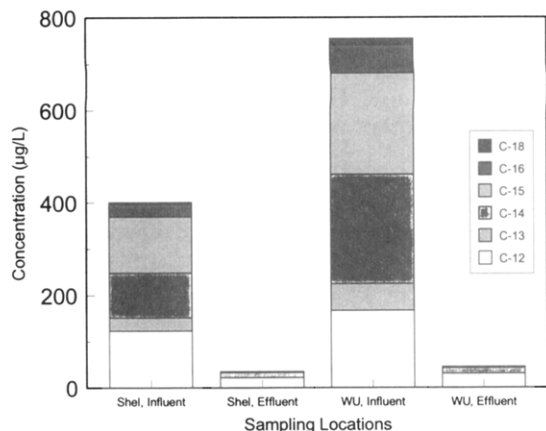 Concentration (µg/L)
800
600
400
200
0
C-18
C-16
C-15
C-14
C-13
C-12
Shel, Influent
Shel, Effluent
WU, Influent
WU, Effluent
Sampling Locations